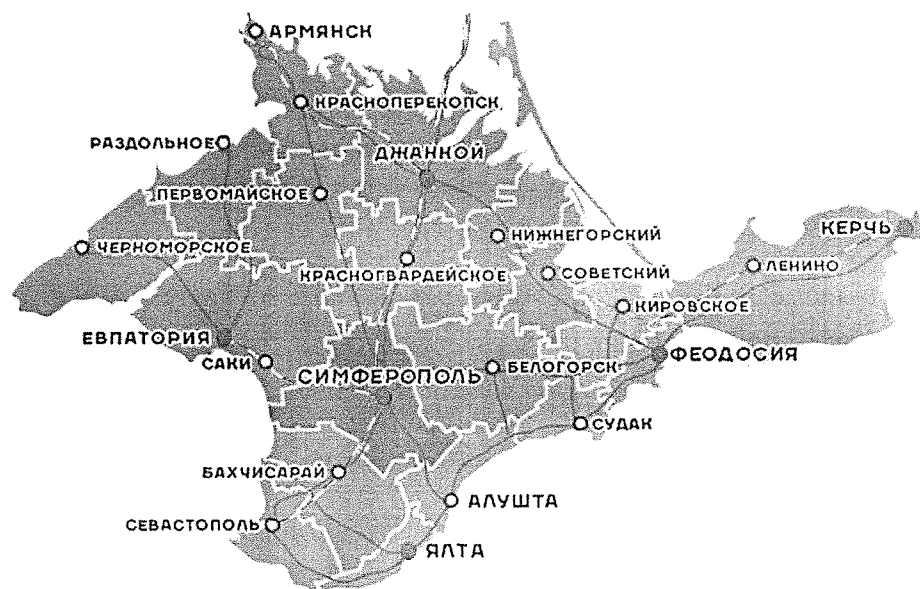 АРМЯНСК
КРАСНОПЕРЕКОПСК
РАЗДОЛЬНОЕ
ДЖАНКОЙ
ПЕРВОМАЙСКОЕ
КЕРЧЬ
НИЖНЕГОРСКИЙ
ЧЕРНОМОРСКОЕ
ЛЕНИНО
КРАСНОГВАРДЕЙСКОЕ
СОВЕТСКИЙ
КИРОВСКОЕ
ЕВПАТОРИЯ
ФЕОДОСИЯ
САКИ
СИМФЕРОПОЛЬ
БЕЛОГОРСК
СУДАК
БАХЧИСАРАЙ
АЛУШТА
СЕВАСТОПОЛЬ
ЯЛТА